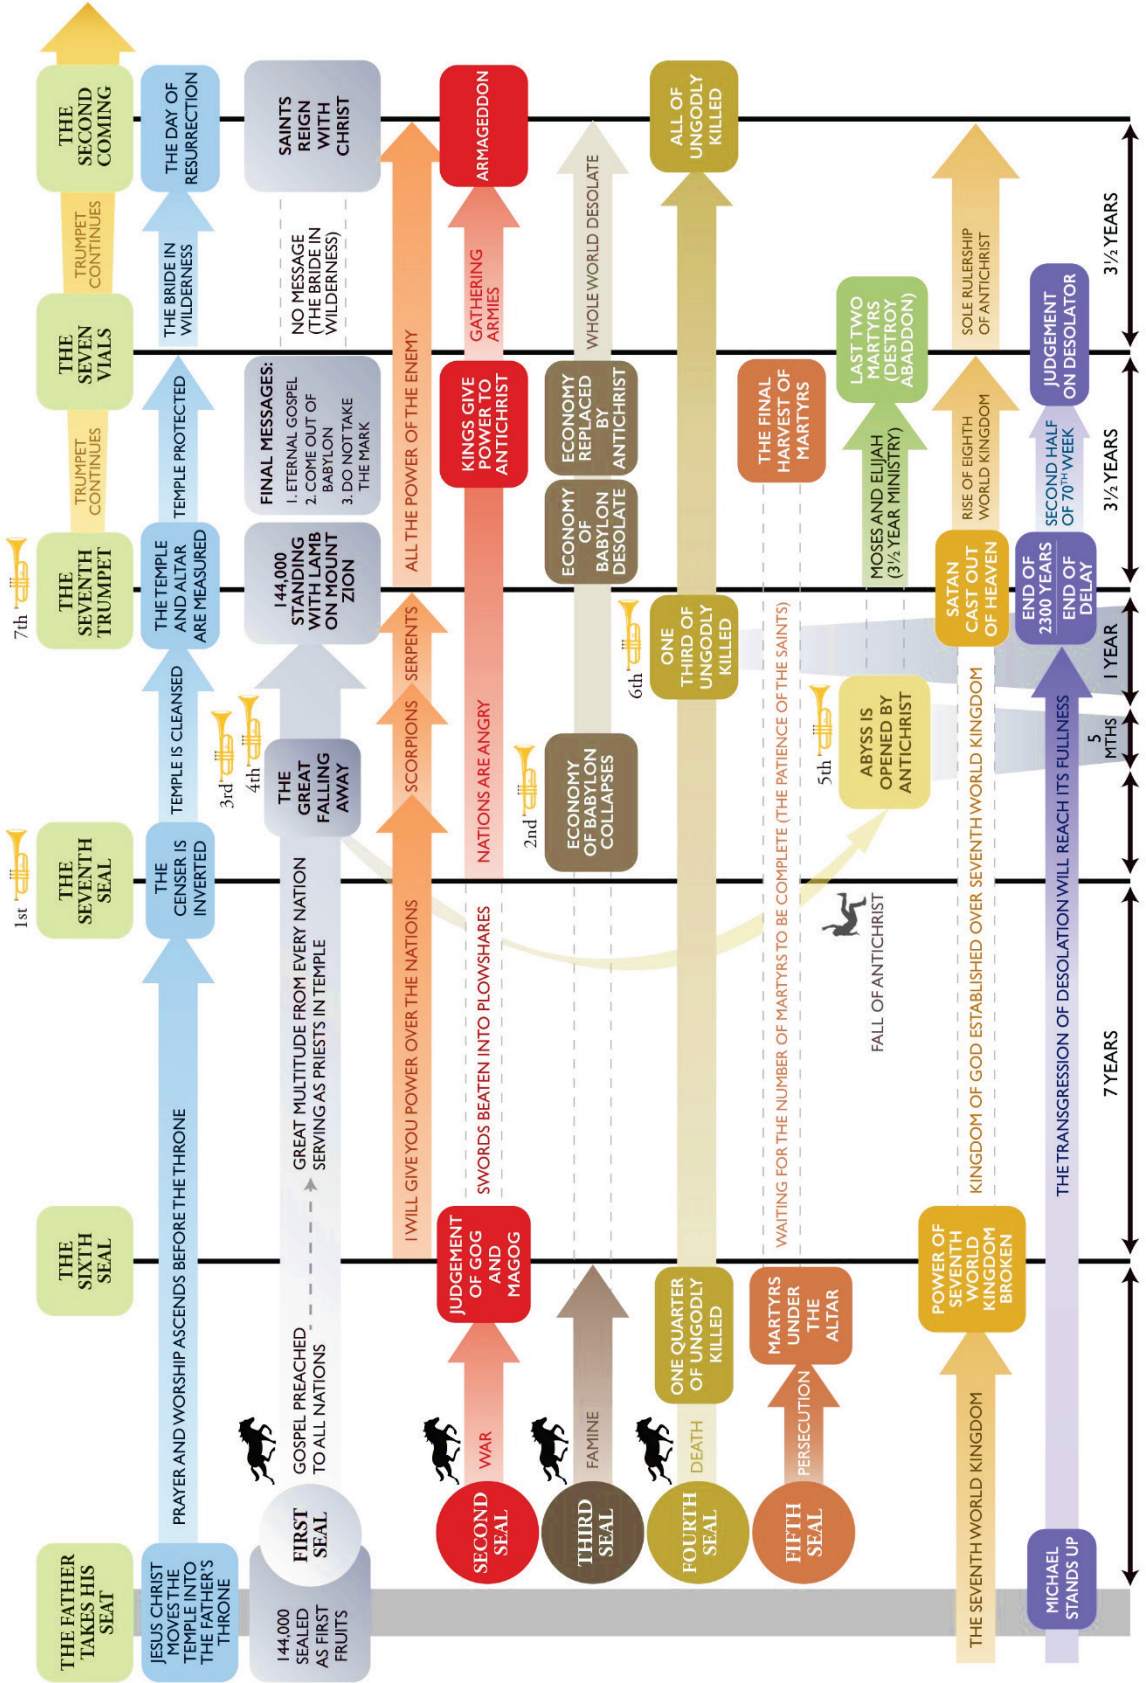 THE FATHER
TAKES HIS
SEAT
THE
SIXTH
SEAL
1st
THE
SEVENTH
SEAL
7th
THE
SEVENTH
TRUMPET
TRUMPET
CONTINUES
THE
SEVEN
VIALS
TRUMPET
CONTINUES
THE
SECOND
COMING
JESUS CHRIST
MOVES THE
TEMPLE INTO
THE FATHER'S
THRONE
PRAYER AND WORSHIP ASCENDS BEFORE THE THRONE
THE
CENSER IS
INVERTED
TEMPLE IS CLEANSED
THE TEMPLE
AND ALTAR
ARE MEASURED
TEMPLE PROTECTED
THE BRIDE IN
WILDERNESS
THE DAY OF
RESURRECTION
144,000
SEALED
AS FIRST
FRUITS
FIRST
SEAL
GOSPEL PREACHED
TO ALL NATIONS
GREAT MULTITUDE FROM EVERY NATION
SERVING AS PRIESTS IN TEMPLE
3rd
4th
THE
GREAT
FALLING
AWAY
144,000
STANDING
WITH LAMB
ON MOUNT
ZION
FINAL MESSAGES:
1. ETERNAL GOSPEL
2. COME OUT OF
BABYLON
3. DO NOT TAKE
THE MARK
NO MESSAGE
(THE BRIDE IN
WILDERNESS)
SAINTS
REIGN
WITH
CHRIST
I WILL GIVE YOU POWER OVER THE NATIONS
SCORPIONS
SERPENTS
ALL THE POWER OF THE ENEMY
SECOND
SEAL
WAR
JUDGEMENT
OF GOG
AND
MAGOG
SWORDS BEATEN INTO PLOWSHARES
NATIONS ARE ANGRY
KINGS GIVE
POWER TO
ANTICHRIST
GATHERING
ARMIES
ARMAGEDDON
THIRD
SEAL
FAMINE
2nd
ECONOMY
OF BABYLON
COLLAPSES
ECONOMY
OF
BABYLON
DESOLATE
ECONOMY
REPLACED
BY
ANTICHRIST
WHOLE WORLD DESOLATE
FOURTH
SEAL
DEATH
ONE QUARTER
OF UNGODLY
KILLED
6th
ONE
THIRD OF
UNGODLY
KILLED
ALL OF
UNGODLY
KILLED
FIFTH
SEAL
PERSECUTION
MARTYRS
UNDER
THE
ALTAR
WAITING FOR THE NUMBER OF MARTYRS TO BE COMPLETE (THE PATIENCE OF THE SAINTS)
THE FINAL
HARVEST OF
MARTYRS
FALL OF ANTICHRIST
5th
ABYSS IS
OPENED BY
ANTICHRIST
MOSES AND ELIJAH
(3½ YEAR MINISTRY)
LAST TWO
MARTYRS
(DESTROY
ABADDON)
THE SEVENTH WORLD KINGDOM
POWER OF
SEVENTH
WORLD
KINGDOM
BROKEN
KINGDOM OF GOD ESTABLISHED OVER SEVENTH WORLD KINGDOM
SATAN
CAST OUT
OF HEAVEN
RISE OF EIGHTH
WORLD KINGDOM
SOLE RULERSHIP
OF ANTICHRIST
MICHAEL
STANDS UP
THE TRANSGRESSION OF DESOLATION WILL REACH ITS FULLNESS
END OF
2300 YEARS
END OF
DELAY
SECOND HALF
OF 70TH WEEK
JUDGEMENT
ON DESOLATOR
7 YEARS
5
MTHS
1 YEAR
3½ YEARS
3½ YEARS